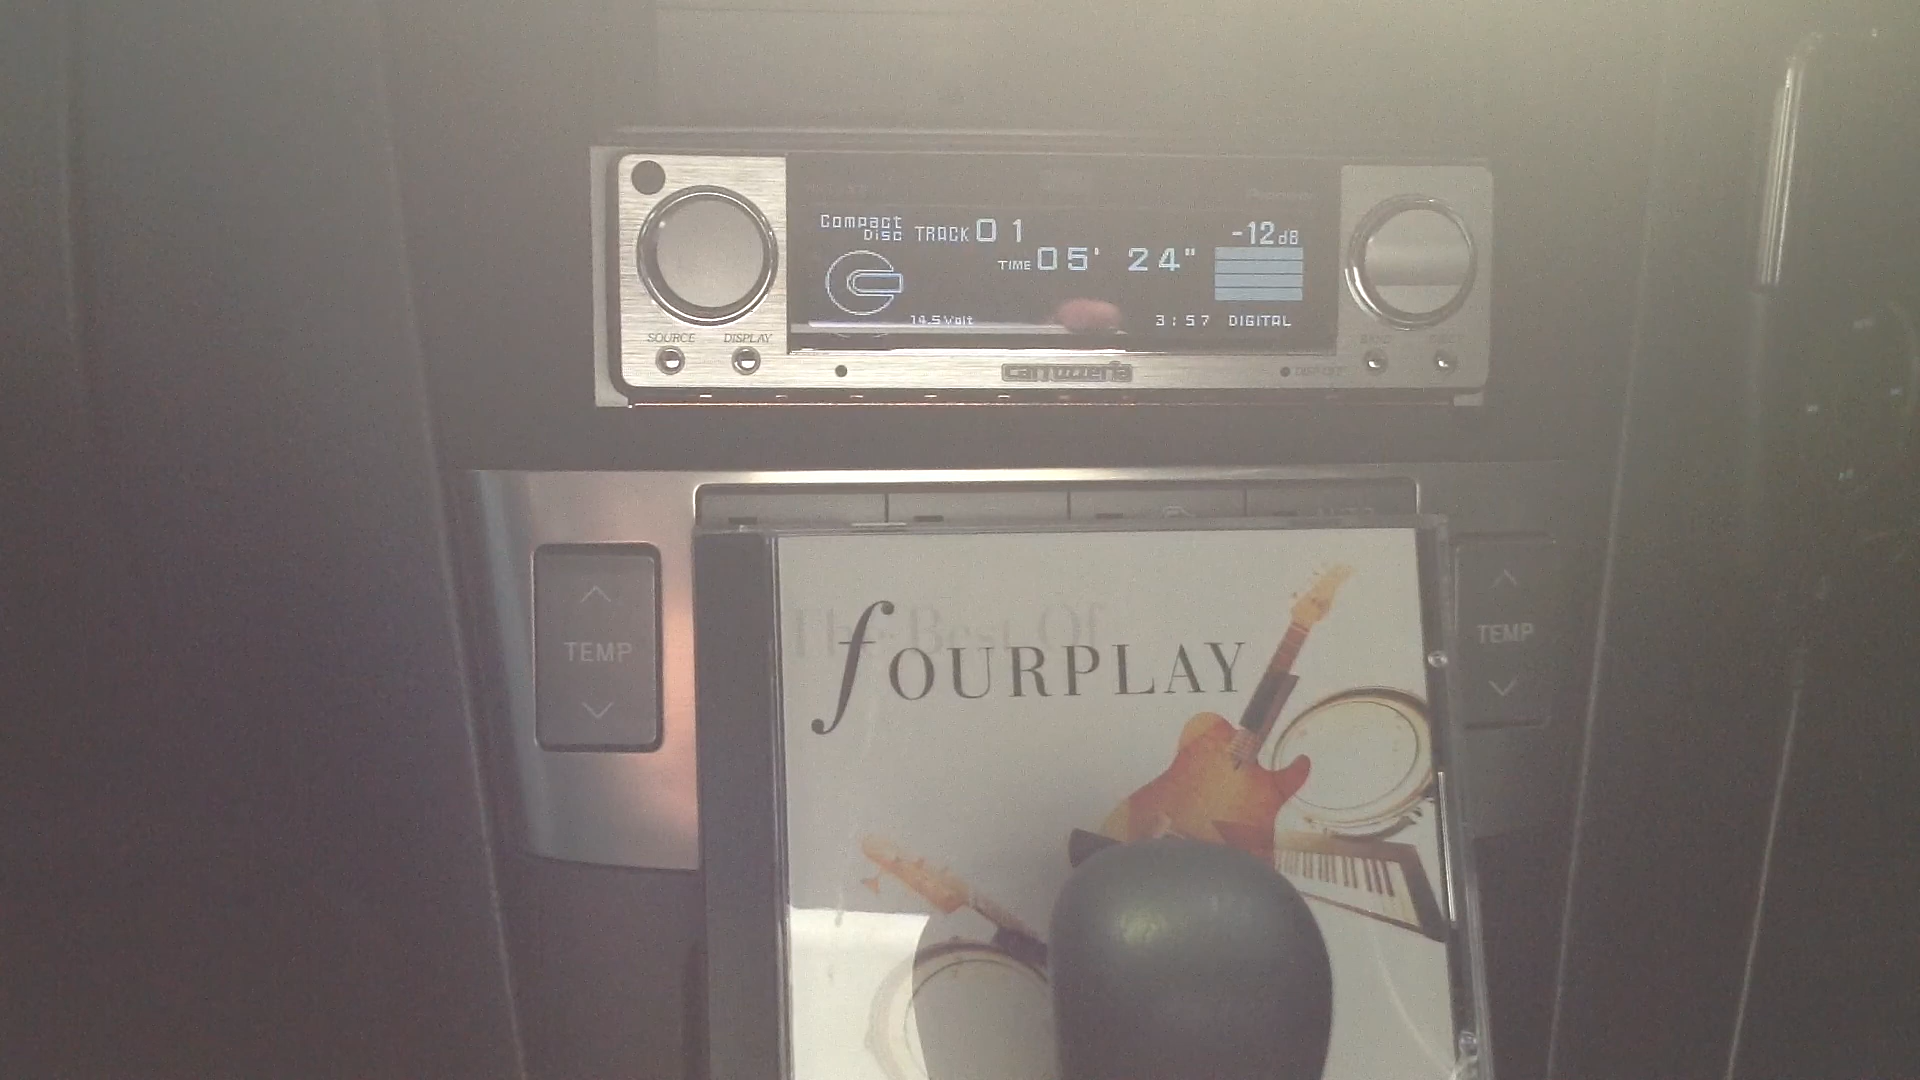 Compact
Disc
TRACK 01
-12dB
TIME 05' 24"
14.5Volt
3:57 DIGITAL
SOURCE DISPLAY
carrozzeria
AUTO
TEMP
TEMP
The Best Of
fOURPLAY